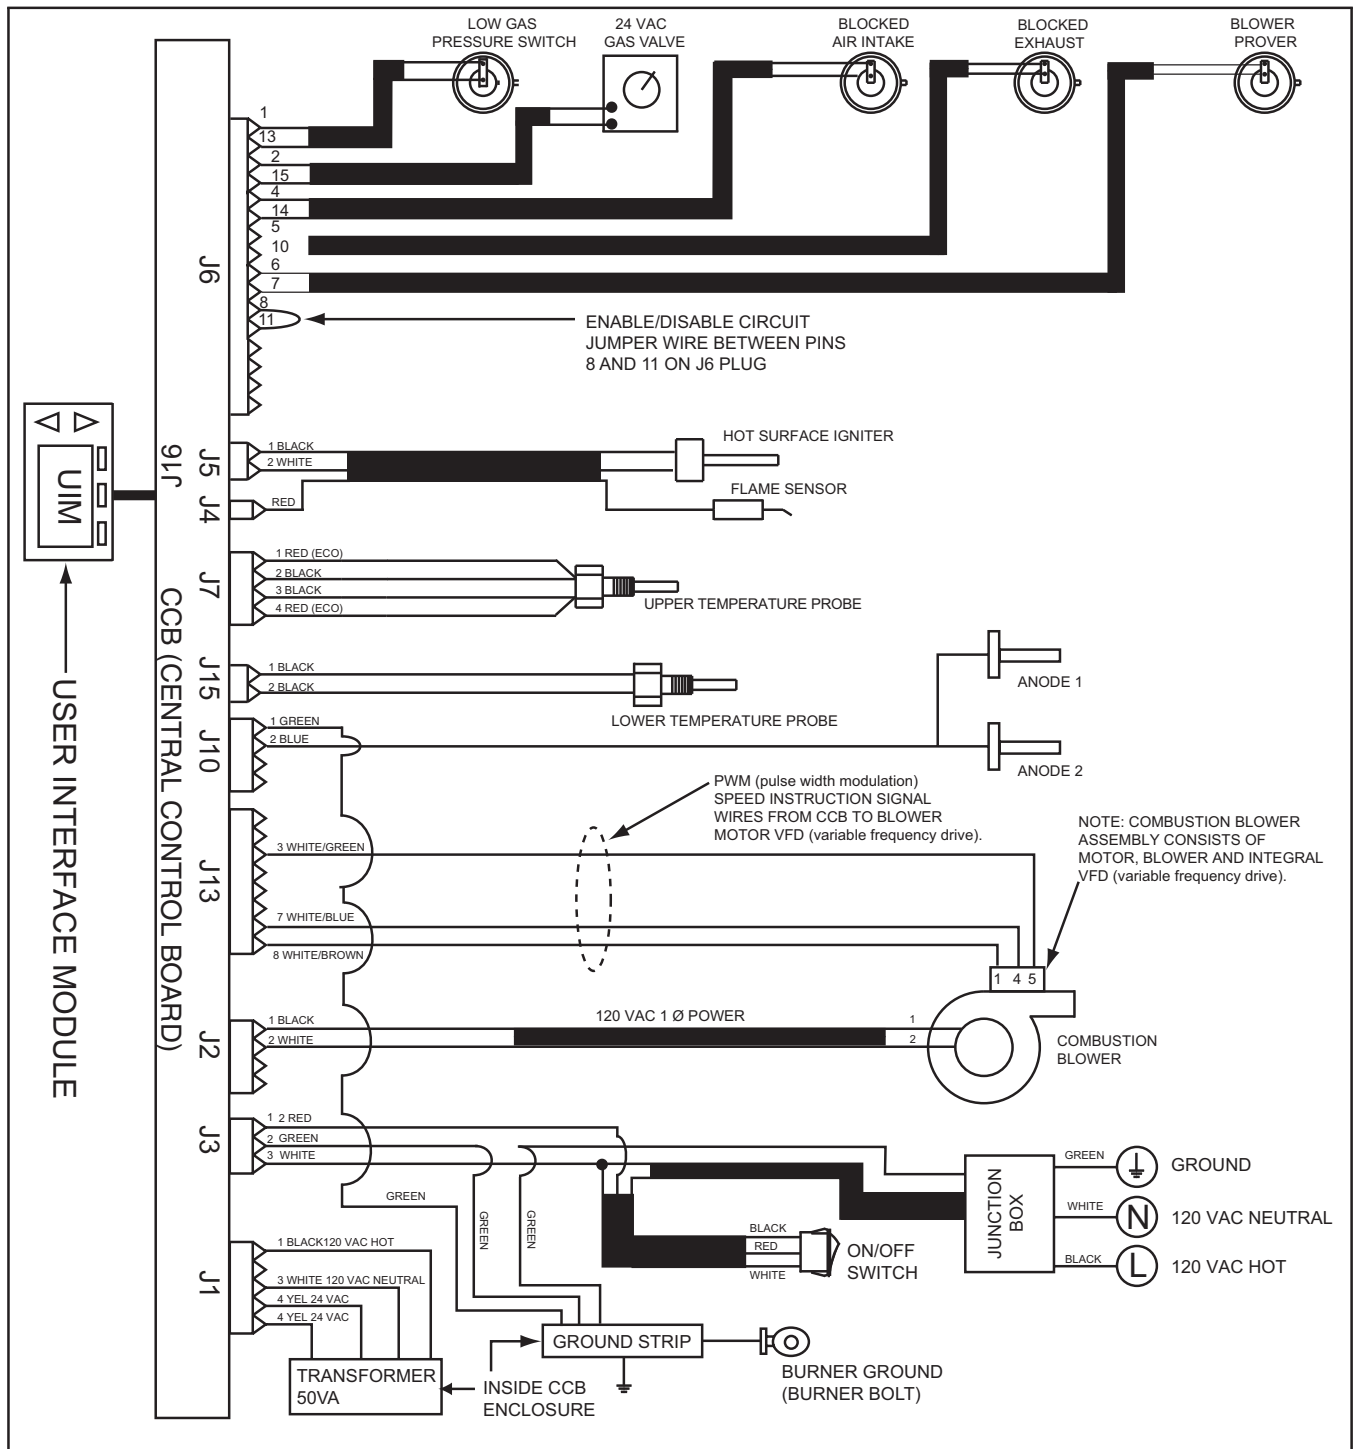 LOW GAS
PRESSURE SWITCH
24 VAC
GAS VALVE
BLOCKED
AIR INTAKE
BLOCKED
EXHAUST
BLOWER
PROVER
J6
1
13
2
15
4
14
5
10
6
7
8
11
ENABLE/DISABLE CIRCUIT
JUMPER WIRE BETWEEN PINS
8 AND 11 ON J6 PLUG
UIM
USER INTERFACE MODULE
J16
CCB (CENTRAL CONTROL BOARD)
J5
1 BLACK
2 WHITE
HOT SURFACE IGNITER
J4
RED
FLAME SENSOR
J7
1 RED (ECO)
2 BLACK
3 BLACK
4 RED (ECO)
UPPER TEMPERATURE PROBE
J15
1 BLACK
2 BLACK
LOWER TEMPERATURE PROBE
J10
1 GREEN
2 BLUE
ANODE 1
ANODE 2
PWM (pulse width modulation)
SPEED INSTRUCTION SIGNAL
WIRES FROM CCB TO BLOWER
MOTOR VFD (variable frequency drive).
NOTE: COMBUSTION BLOWER
ASSEMBLY CONSISTS OF
MOTOR, BLOWER AND INTEGRAL
VFD (variable frequency drive).
J13
3 WHITE/GREEN
7 WHITE/BLUE
8 WHITE/BROWN
1 4 5
J2
1 BLACK
2 WHITE
120 VAC 1 Ø POWER
1
2
COMBUSTION
BLOWER
J3
1 2 RED
2 GREEN
3 WHITE
GREEN
GREEN
GREEN
BLACK
RED
WHITE
ON/OFF
SWITCH
JUNCTION
BOX
GREEN
GROUND
WHITE
N
120 VAC NEUTRAL
BLACK
L
120 VAC HOT
J1
1 BLACK120 VAC HOT
3 WHITE 120 VAC NEUTRAL
4 YEL 24 VAC
4 YEL 24 VAC
TRANSFORMER
50VA
INSIDE CCB
ENCLOSURE
GROUND STRIP
BURNER GROUND
(BURNER BOLT)